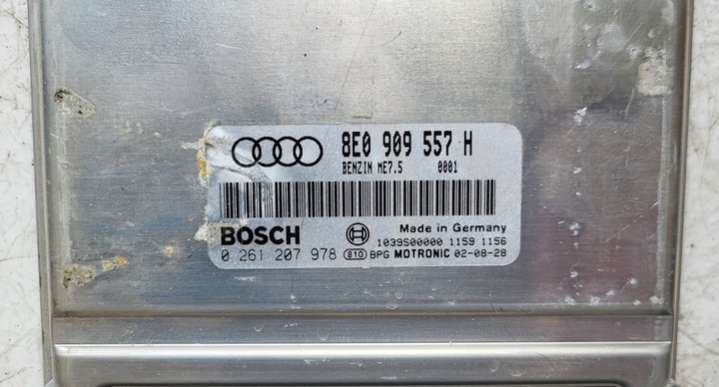 8E0 909 557 H
BENZIN ME7.5 0001
BOSCH
Made in Germany
1039S00000 1159 1156
0 261 207 978 810 BPG MOTRONIC 02-08-28